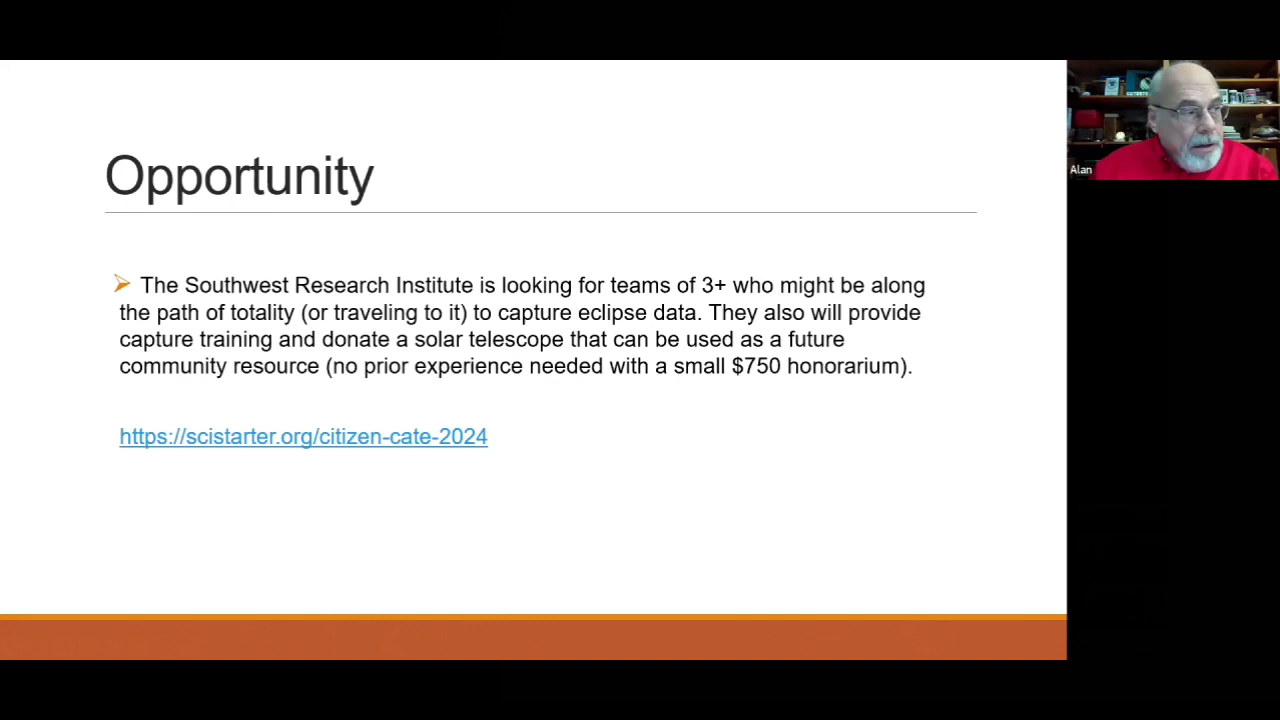 Opportunity
The Southwest Research Institute is looking for teams of 3+ who might be along
the path of totality (or traveling to it) to capture eclipse data. They also will provide
capture training and donate a solar telescope that can be used as a future
community resource (no prior experience needed with a small $750 honorarium).
https://scistarter.org/citizen-cate-2024
Alan